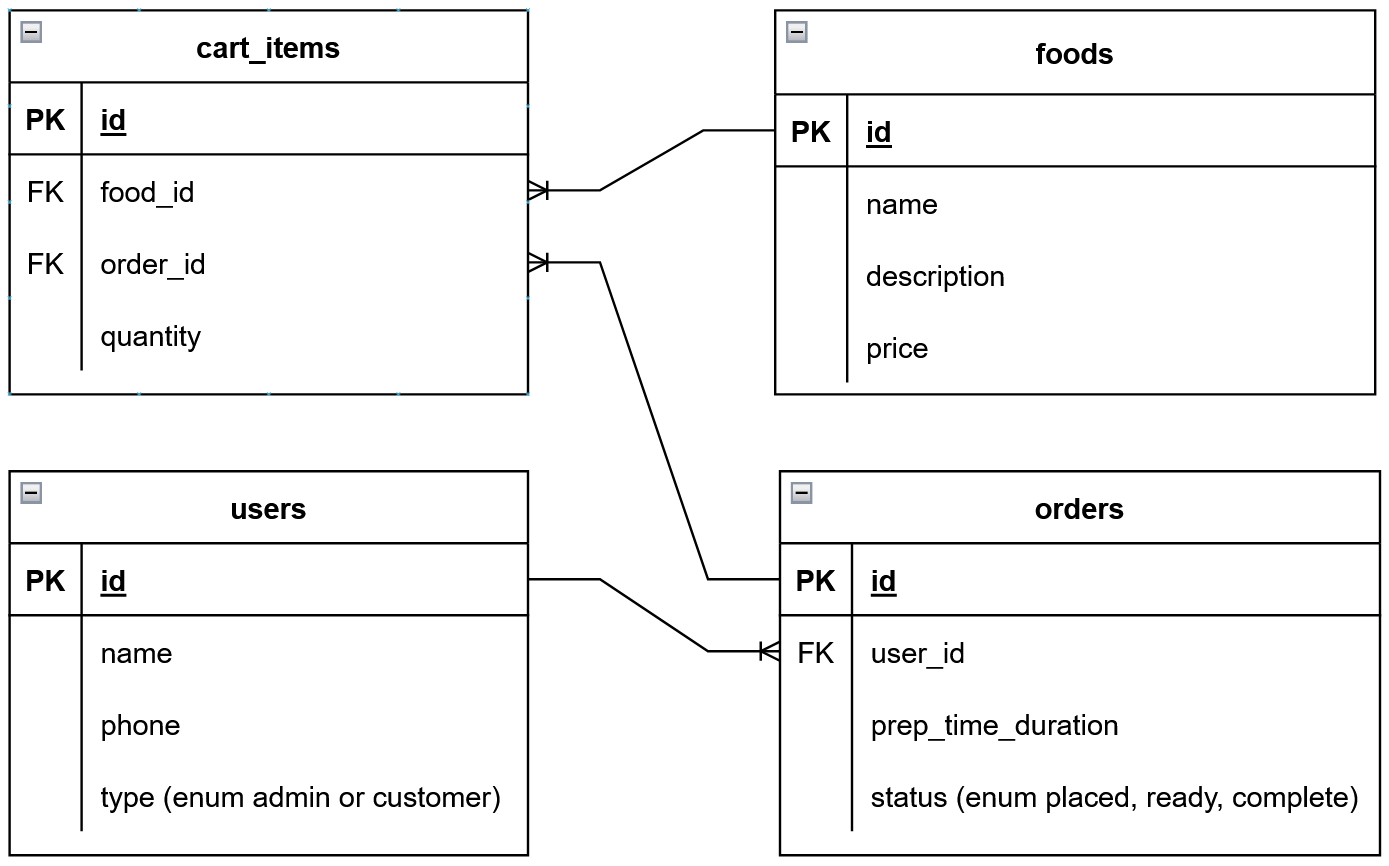 cart_items
PK id
FK food_id
FK order_id
quantity
foods
PK id
name
description
price
users
PK id
name
phone
type (enum admin or customer)
orders
PK id
FK user_id
prep_time_duration
status (enum placed, ready, complete)